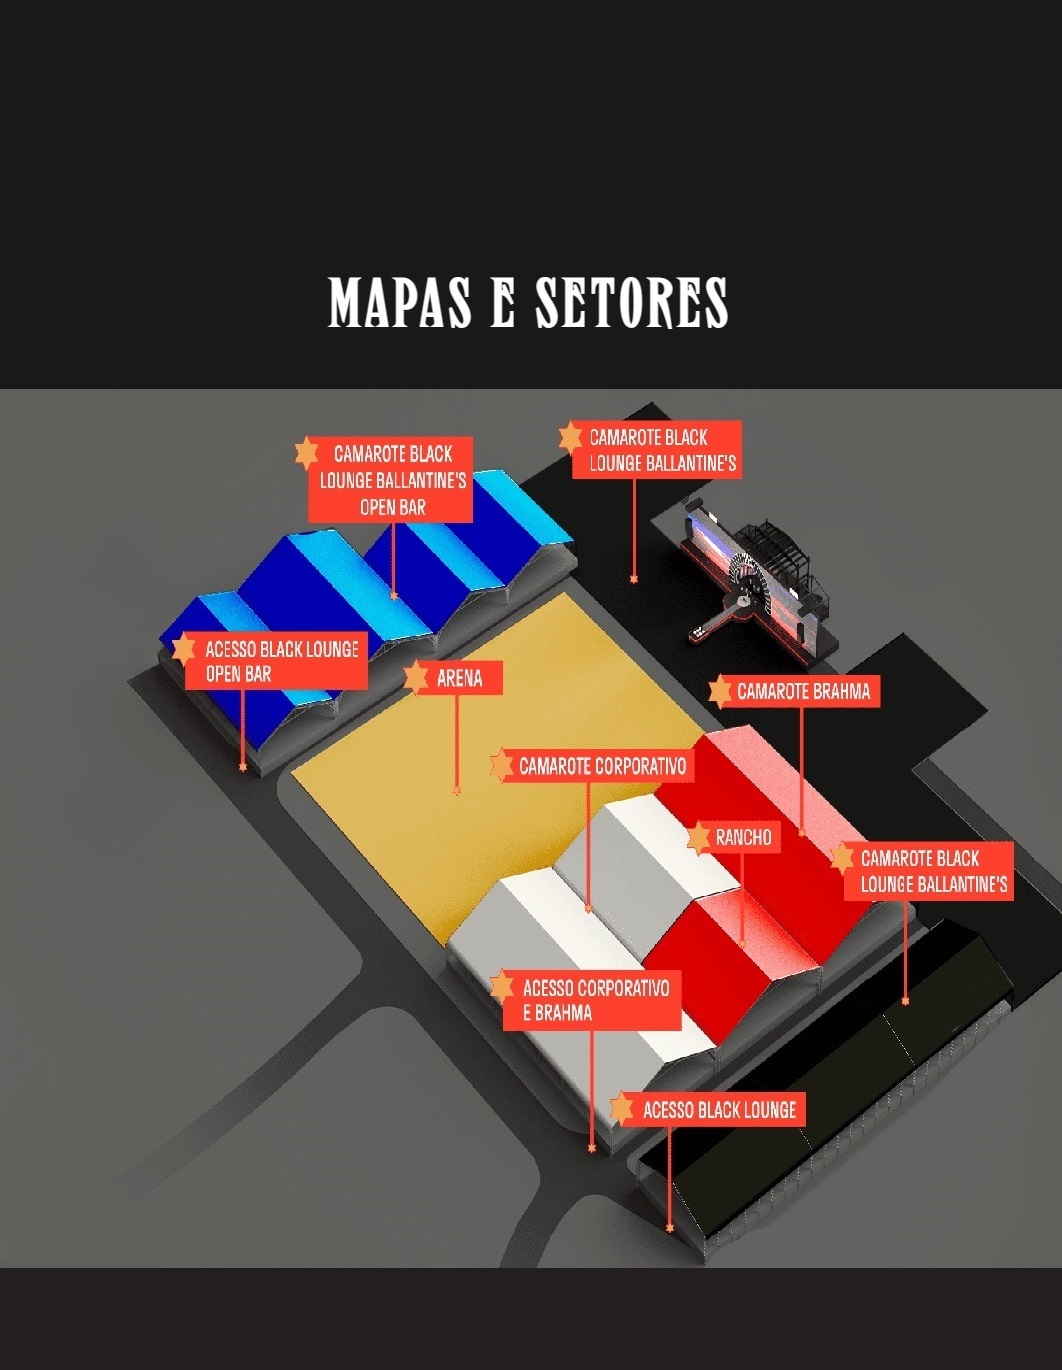 MAPAS E SETORES
CAMAROTE BLACK
LOUNGE BALLANTINE'S
OPEN BAR
CAMAROTE BLACK
LOUNGE BALLANTINE'S
ACESSO BLACK LOUNGE
OPEN BAR
ARENA
CAMAROTE BRAHMA
CAMAROTE CORPORATIVO
RANCHO
CAMAROTE BLACK
LOUNGE BALLANTINE'S
ACESSO CORPORATIVO
E BRAHMA
ACESSO BLACK LOUNGE